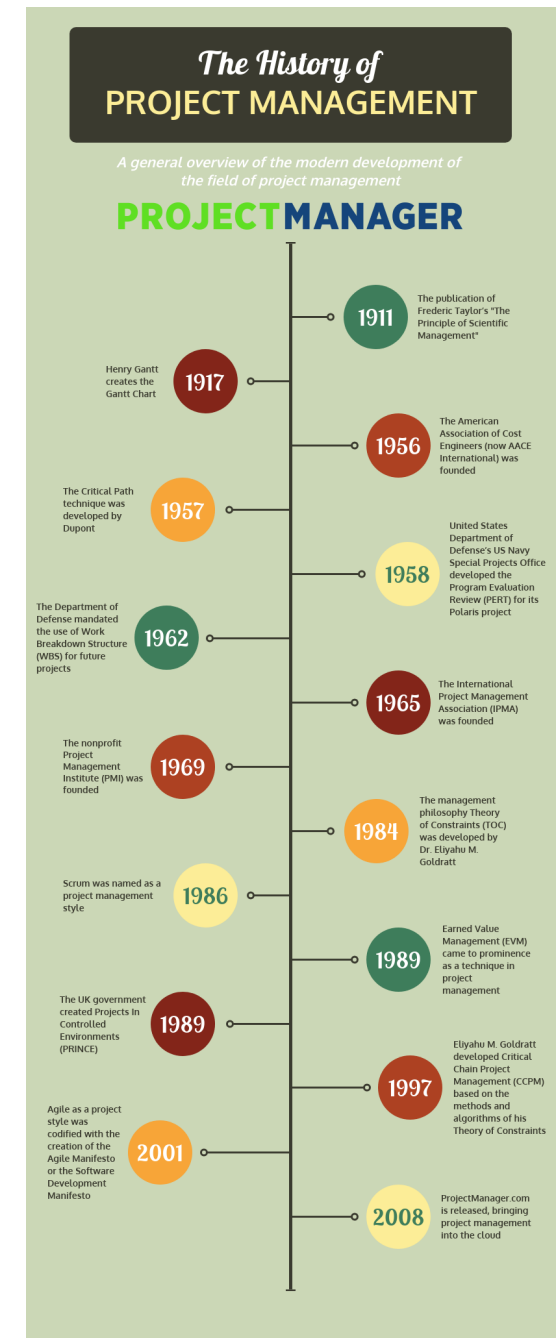 The History of
PROJECT MANAGEMENT
A general overview of the modern development of
the field of project management
PROJECTMANAGER
1911
The publication of
Frederic Taylor's "The
Principle of Scientific
Management"
Henry Gantt
creates the
Gantt Chart
1917
1956
The American
Association of Cost
Engineers (now AACE
International) was
founded
The Critical Path
technique was
developed by
Dupont
1957
1958
United States
Department of
Defense's US Navy
Special Projects Office
developed the
Program Evaluation
Review (PERT) for its
Polaris project
The Department of
Defense mandated
the use of Work
Breakdown Structure
(WBS) for future
projects
1962
1965
The International
Project Management
Association (IPMA)
was founded
The nonprofit
Project
Management
Institute (PMI) was
founded
1969
1984
The management
philosophy Theory
of Constraints (TOC)
was developed by
Dr. Eliyahu M.
Goldratt
Scrum was named as a
project management
style
1986
1989
Earned Value
Management (EVM)
came to prominence
as a technique in
project
management
The UK government
created Projects In
Controlled
Environments
(PRINCE)
1989
1997
Eliyahu M. Goldratt
developed Critical
Chain Project
Management (CCPM)
based on the
methods and
algorithms of his
Theory of Constraints
Agile as a project
style was
codified with the
creation of the
Agile Manifesto
or the Software
Development
Manifesto
2001
2008
ProjectManager.com
is released, bringing
project management
into the cloud